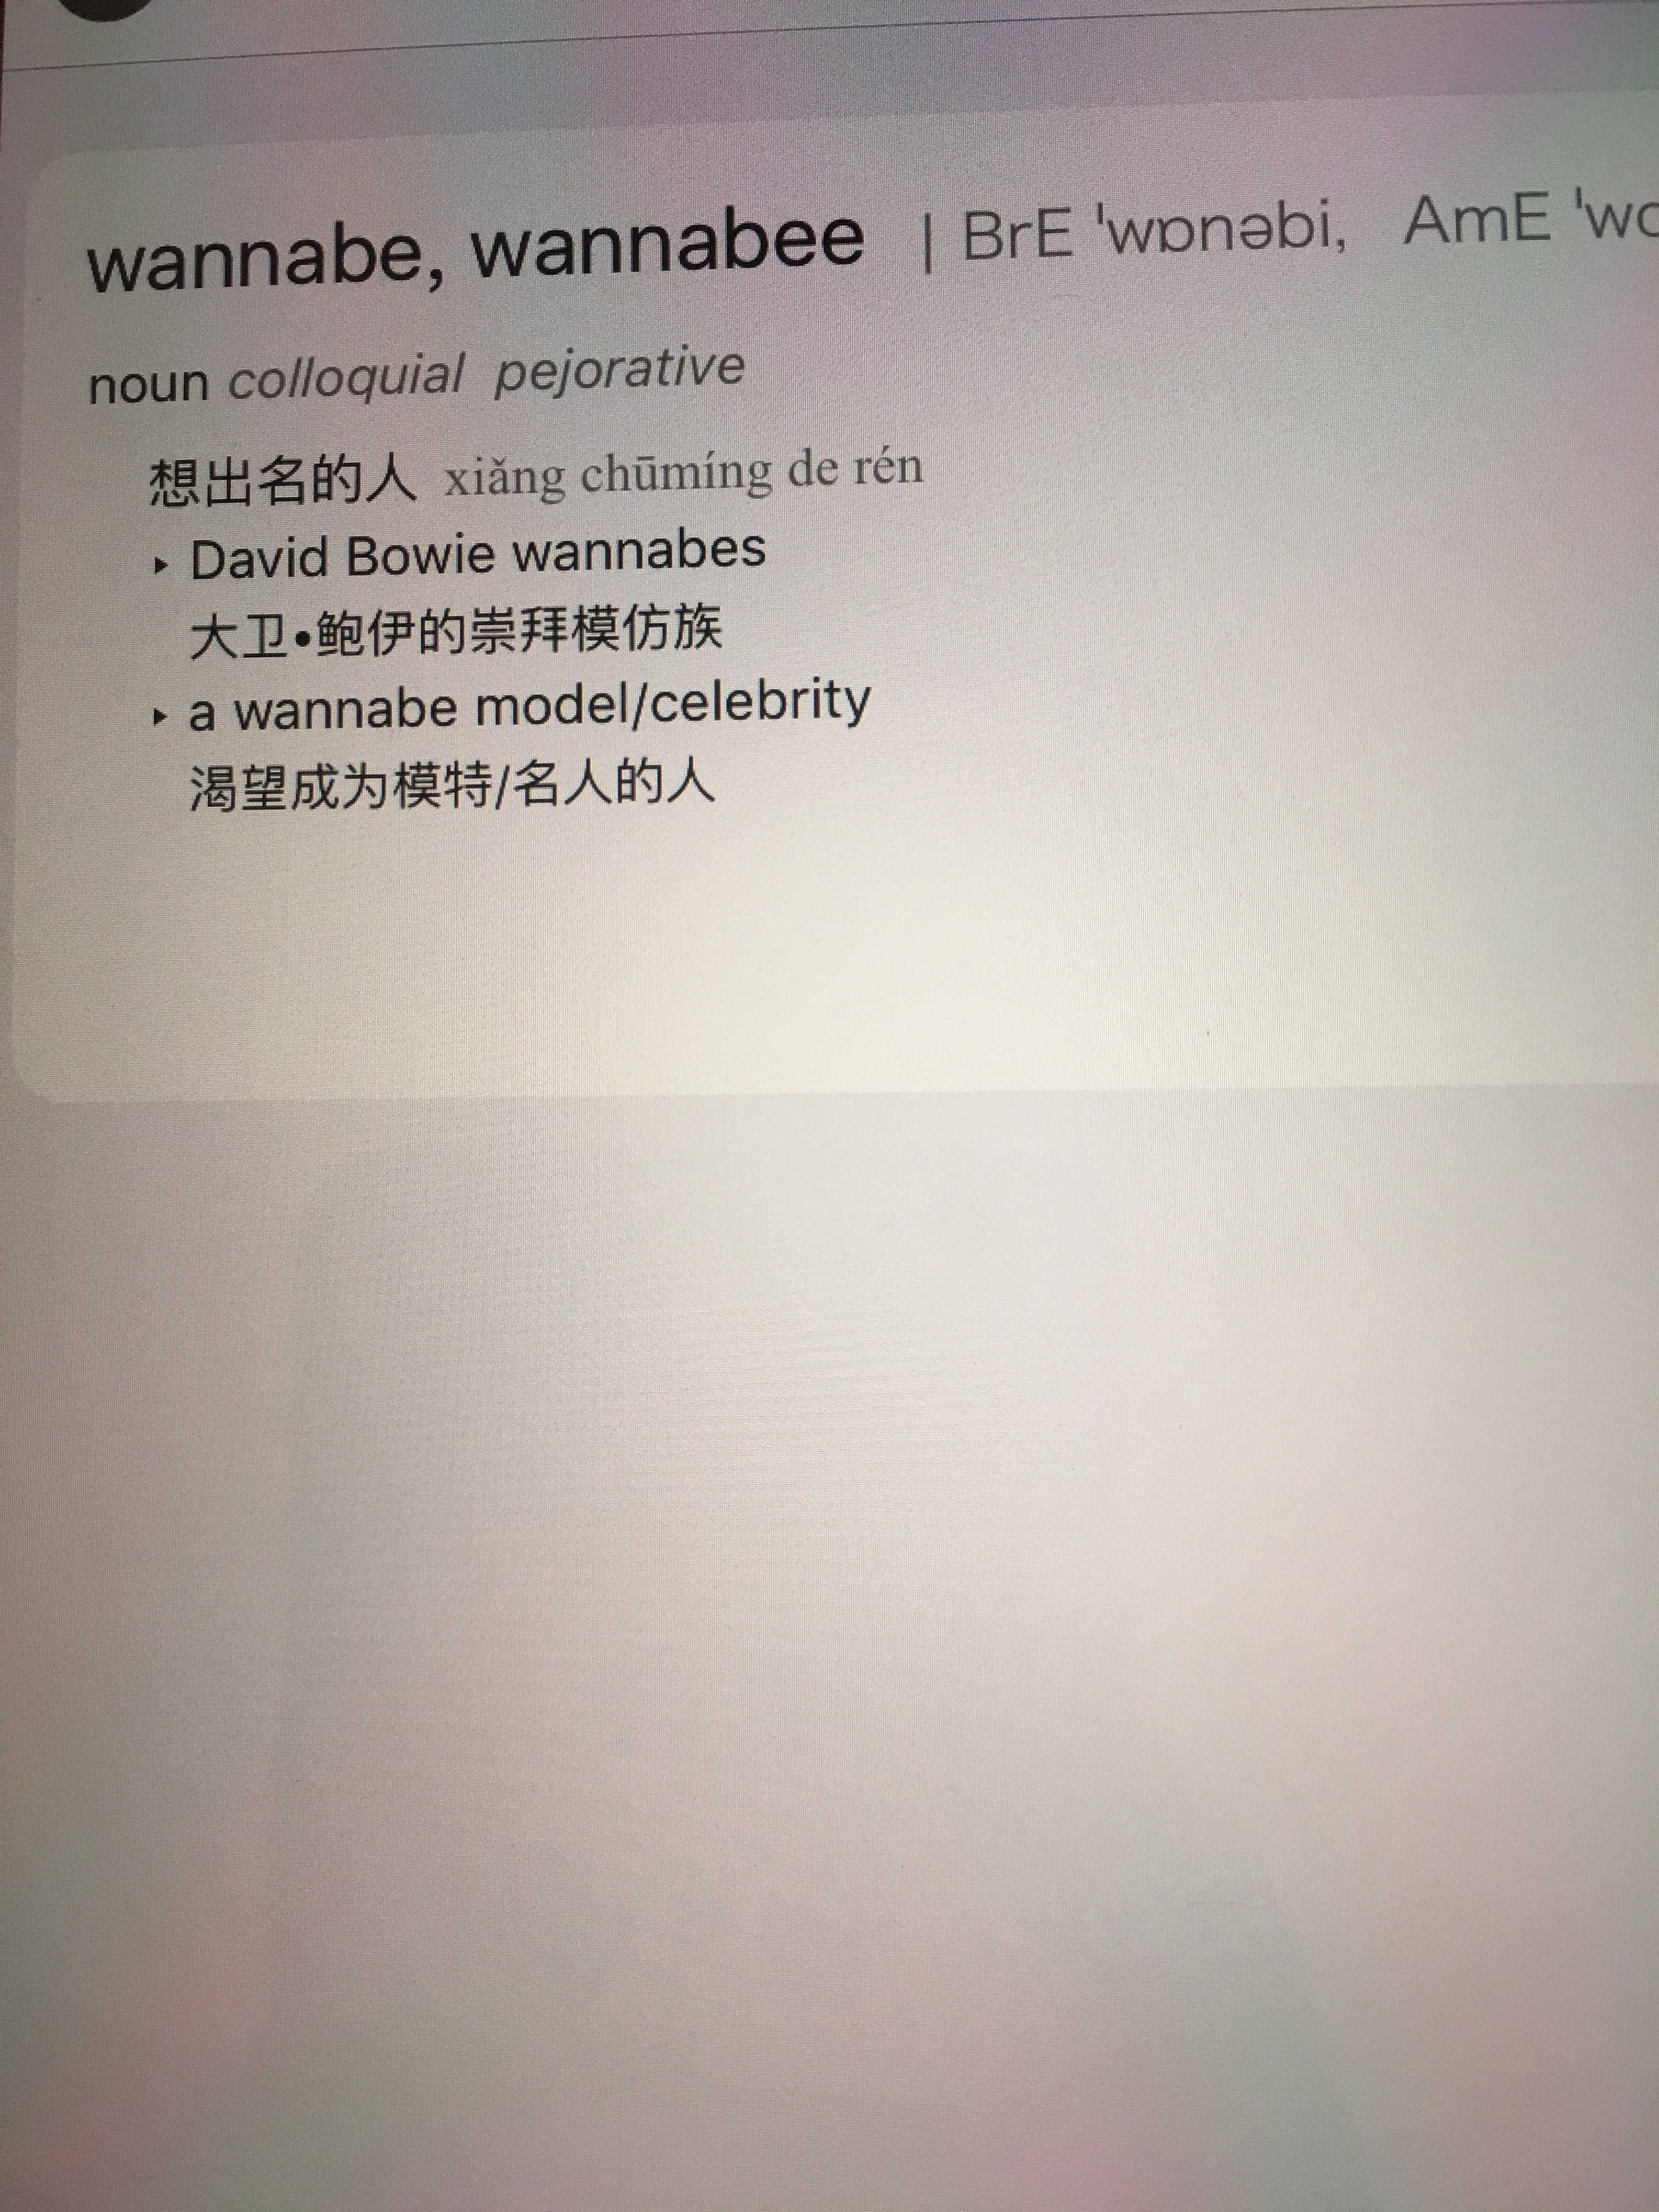 wannabe, wannabee | BrE ˈwɒnəbi, AmE
noun colloquial pejorative
想出名的人 xiǎng chūmíng de rén
▸ David Bowie wannabes
大卫•鲍伊的崇拜模仿族
▸ a wannabe model/celebrity
渴望成为模特/名人的人